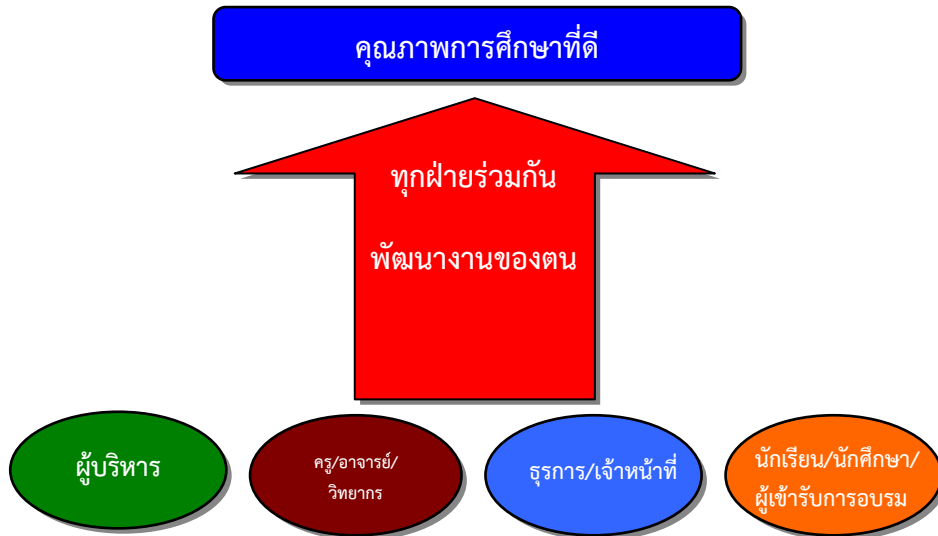 คุณภาพการศึกษาที่ดี
ทุกฝ่ายร่วมกัน
พัฒนางานของตน
ผู้บริหาร
ครู/อาจารย์/
วิทยากร
ธุรการ/เจ้าหน้าที่
นักเรียน/นักศึกษา/
ผู้เข้ารับการอบรม